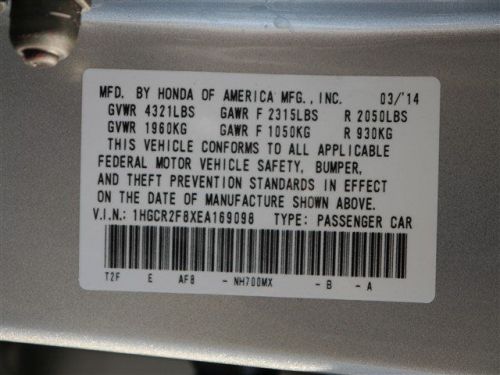 MFD. BY HONDA OF AMERICA MFG., INC. 03/'14
GVWR 4321LBS GAWR F 2315LBS R 2050LBS
GVWR 1960KG GAWR F 1050KG R 930KG
THIS VEHICLE CONFORMS TO ALL APPLICABLE
FEDERAL MOTOR VEHICLE SAFETY, BUMPER,
AND THEFT PREVENTION STANDARDS IN EFFECT
ON THE DATE OF MANUFACTURE SHOWN ABOVE.
V.I.N.: 1HGCR2F8XEA169098 TYPE: PASSENGER CAR
T2F E AF8 - NH700MX - B - A